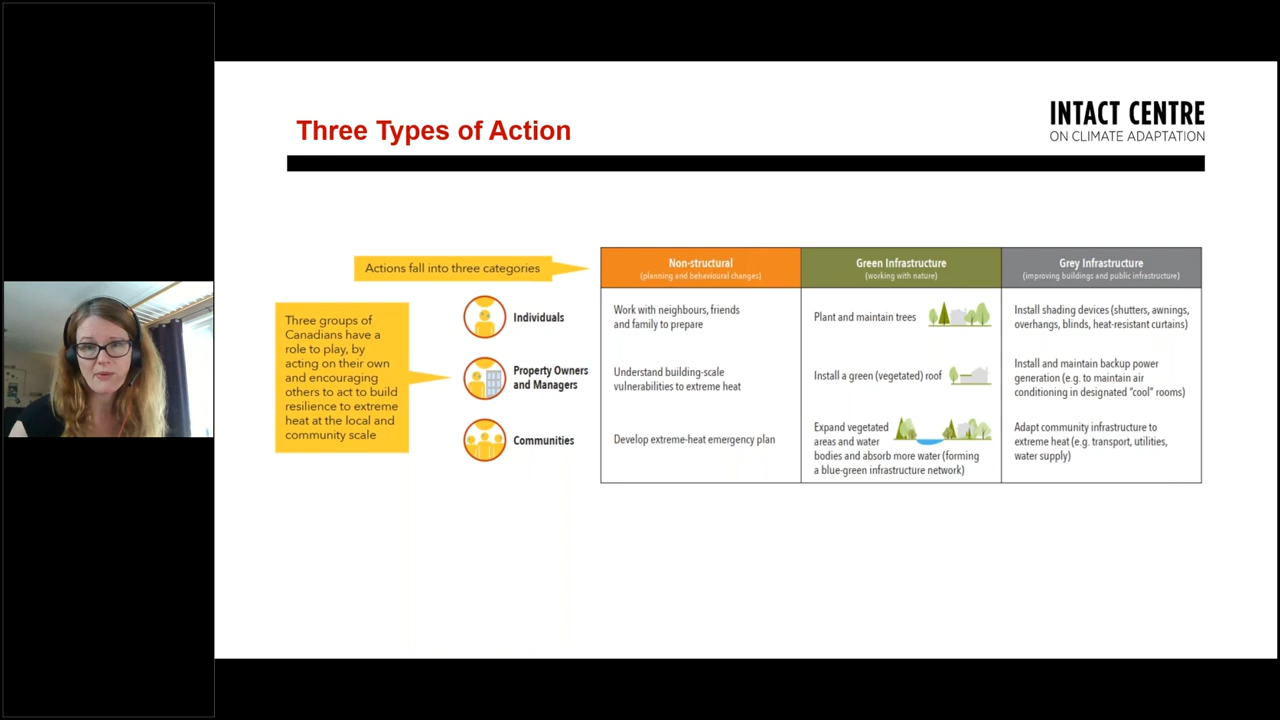 Three Types of Action
INTACT CENTRE
ON CLIMATE ADAPTATION
Actions fall into three categories
Three groups of
Canadians have a
role to play, by
acting on their own
and encouraging
others to act to build
resilience to extreme
heat at the local and
community scale
Non-structural
(planning and behavioural changes)
Green Infrastructure
(working with nature)
Grey Infrastructure
(improving buildings and public infrastructure)
Individuals
Work with neighbours, friends
and family to prepare
Plant and maintain trees
Install shading devices (shutters, awnings,
overhangs, blinds, heat-resistant curtains)
Property Owners
and Managers
Understand building-scale
vulnerabilities to extreme heat
Install a green (vegetated) roof
Install and maintain backup power
generation (e.g. to maintain air
conditioning in designated “cool” rooms)
Communities
Develop extreme-heat emergency plan
Expand vegetated
areas and water
bodies and absorb more water (forming
a blue-green infrastructure network)
Adapt community infrastructure to
extreme heat (e.g. transport, utilities,
water supply)